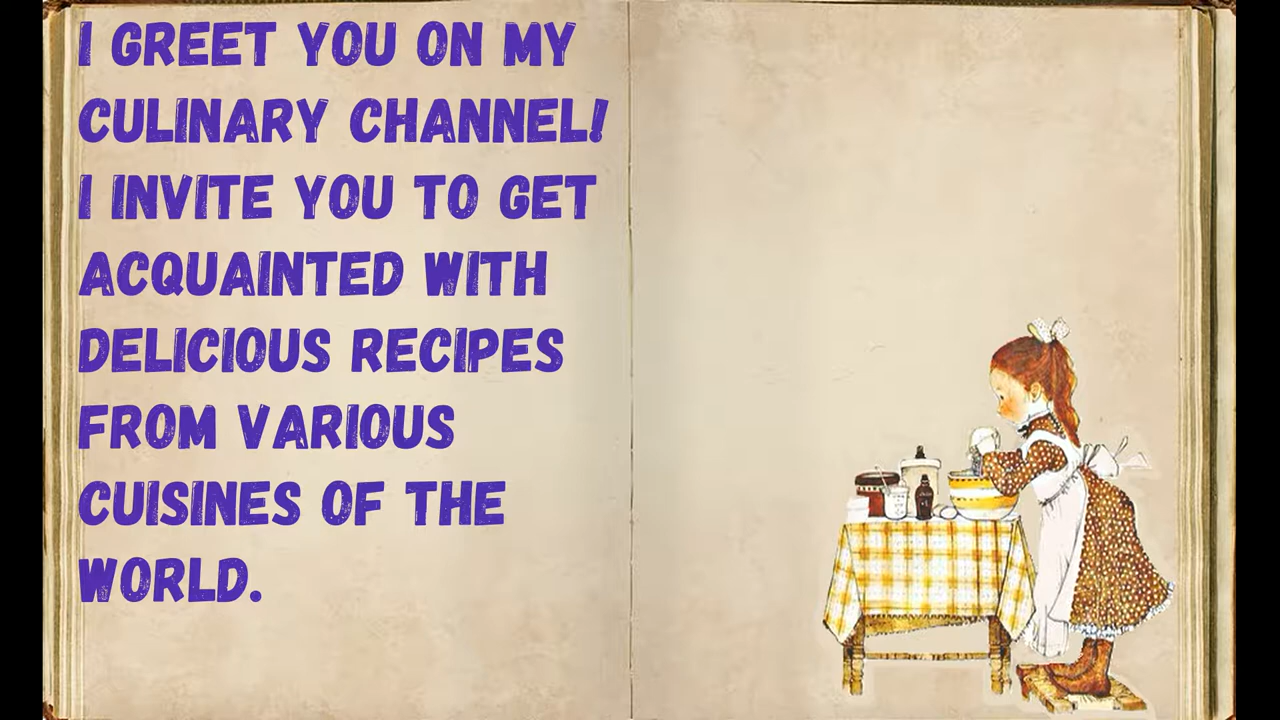 I GREET YOU ON MY
CULINARY CHANNEL!
I INVITE YOU TO GET
ACQUAINTED WITH
DELICIOUS RECIPES
FROM VARIOUS
CUISINES OF THE
WORLD.